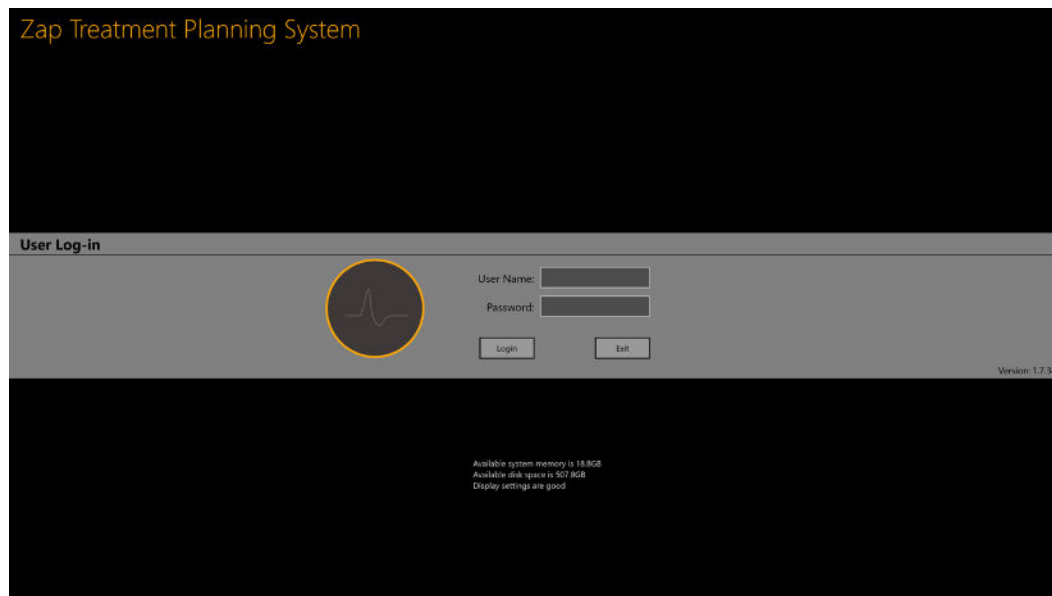 Zap Treatment Planning System
User Log-in
User Name:
Password:
Login Exit
Version: 1.7.3
Available system memory is 18.8GB
Available disk space is 507.8GB
Display settings are good